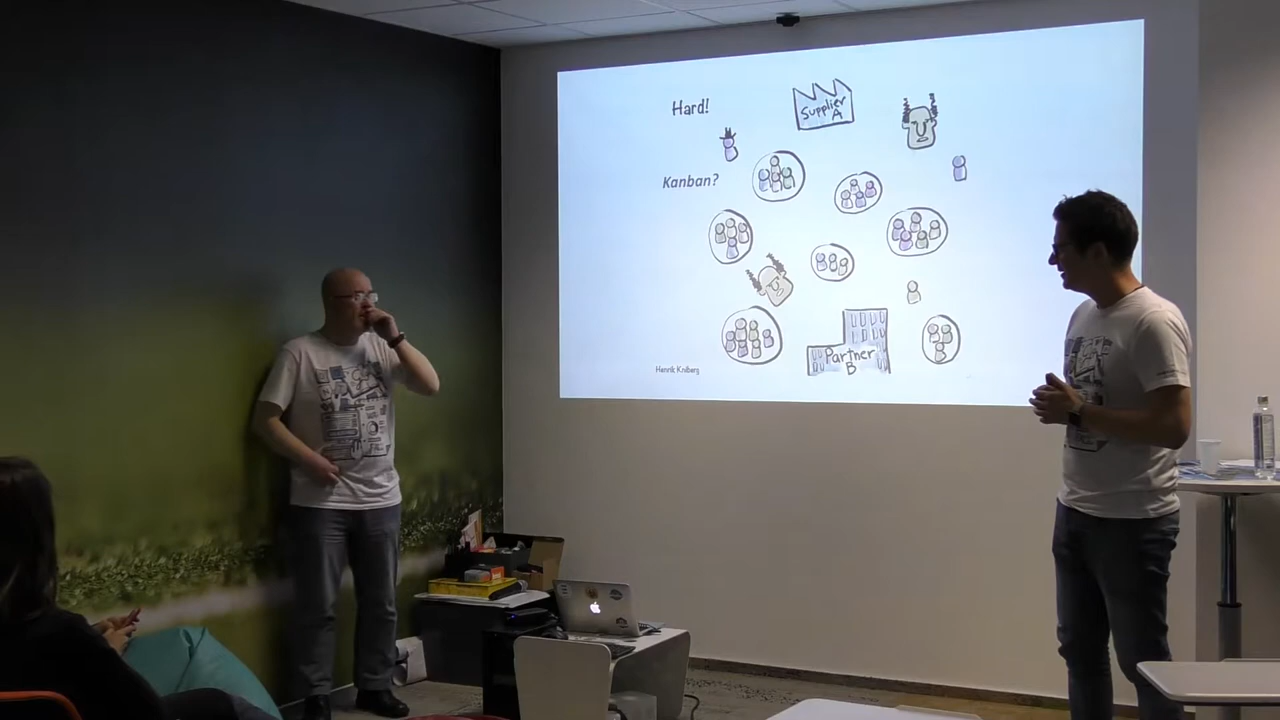 Hard!
Supplier
A
Kanban?
Partner
B
Henrik Kniberg